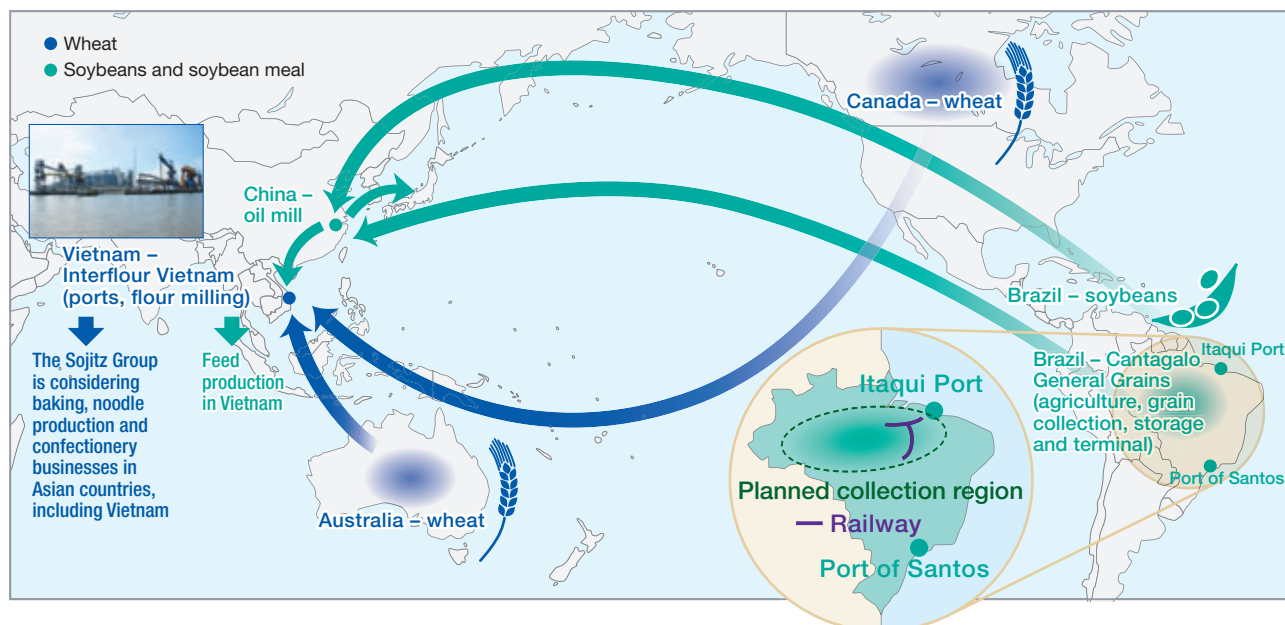 Wheat
Soybeans and soybean meal
Canada – wheat
China –
oil mill
Vietnam –
Interflour Vietnam
(ports, flour milling)
The Sojitz Group
is considering
baking, noodle
production and
confectionery
businesses in
Asian countries,
including Vietnam
Feed
production
in Vietnam
Australia – wheat
Brazil – soybeans
Brazil – Cantagalo
General Grains
(agriculture, grain
collection, storage
and terminal)
Itaqui Port
Port of Santos
Itaqui Port
Planned collection region
Railway
Port of Santos